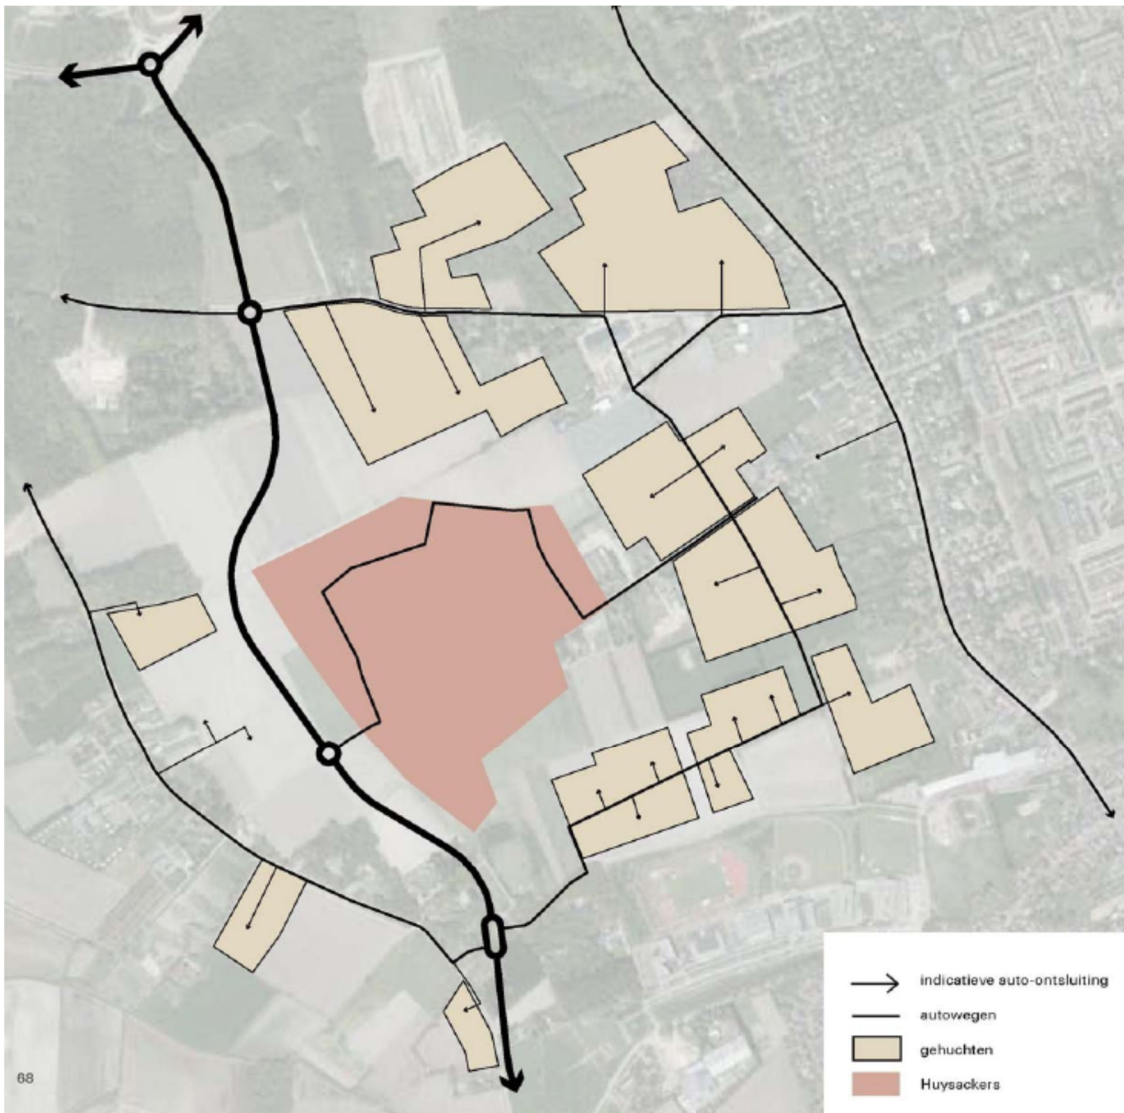 indicatieve auto-ontsluiting
autowegen
gehuchten
Huysackers
68